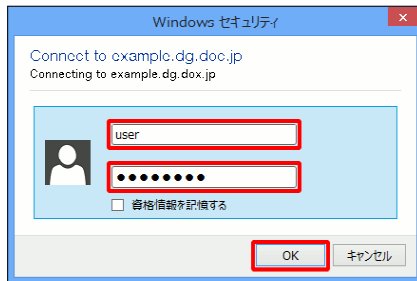 Windows セキュリティ
Connect to example.dg.doc.jp
Connecting to example.dg.dox.jp
user
●●●●●●●●
資格情報を記憶する
OK
キャンセル